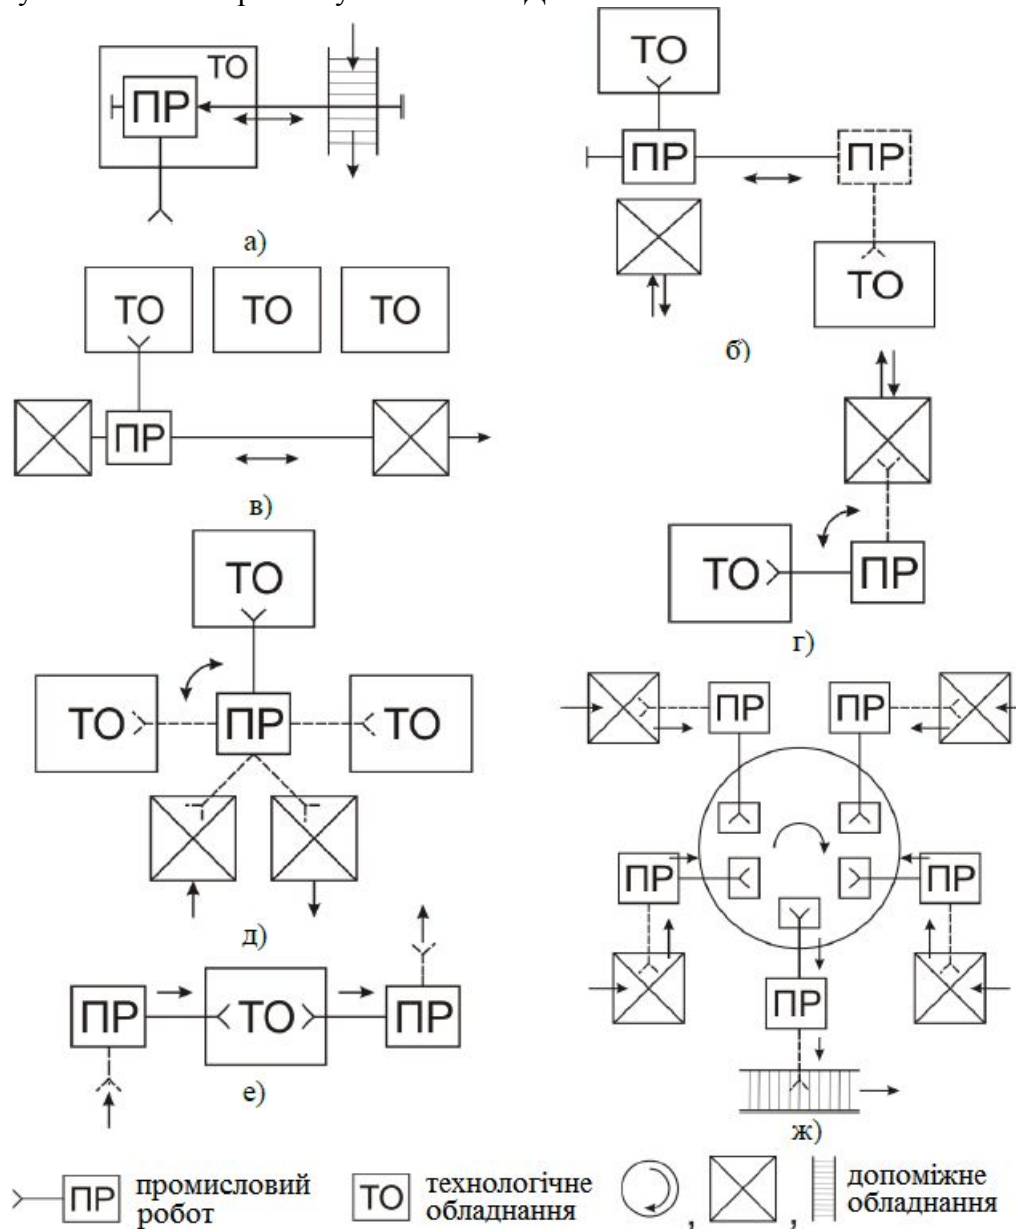 ТО
ПР
а)
ТО
ПР
ПР
ТО
б)
ТО ТО ТО
ПР
в)
ТО
ПР
г)
ТО
ТО
ПР
ТО
д)
ПР
ТО
ПР
е)
ПР
ПР
ПР
ПР
ПР
ж)
ПР
промисловий
робот
ТО
технологічне
обладнання
, ,
допоміжне
обладнання